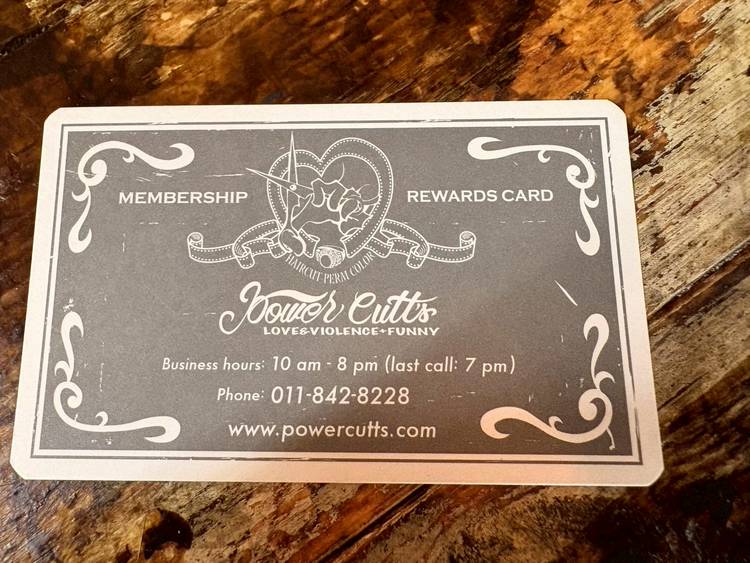 MEMBERSHIP REWARDS CARD
HAIRCUT PERM COLOR
Power Cutt's
LOVE&VIOLENCE+FUNNY
Business hours: 10 am - 8 pm (last call: 7 pm)
Phone: 011-842-8228
www.powercutts.com